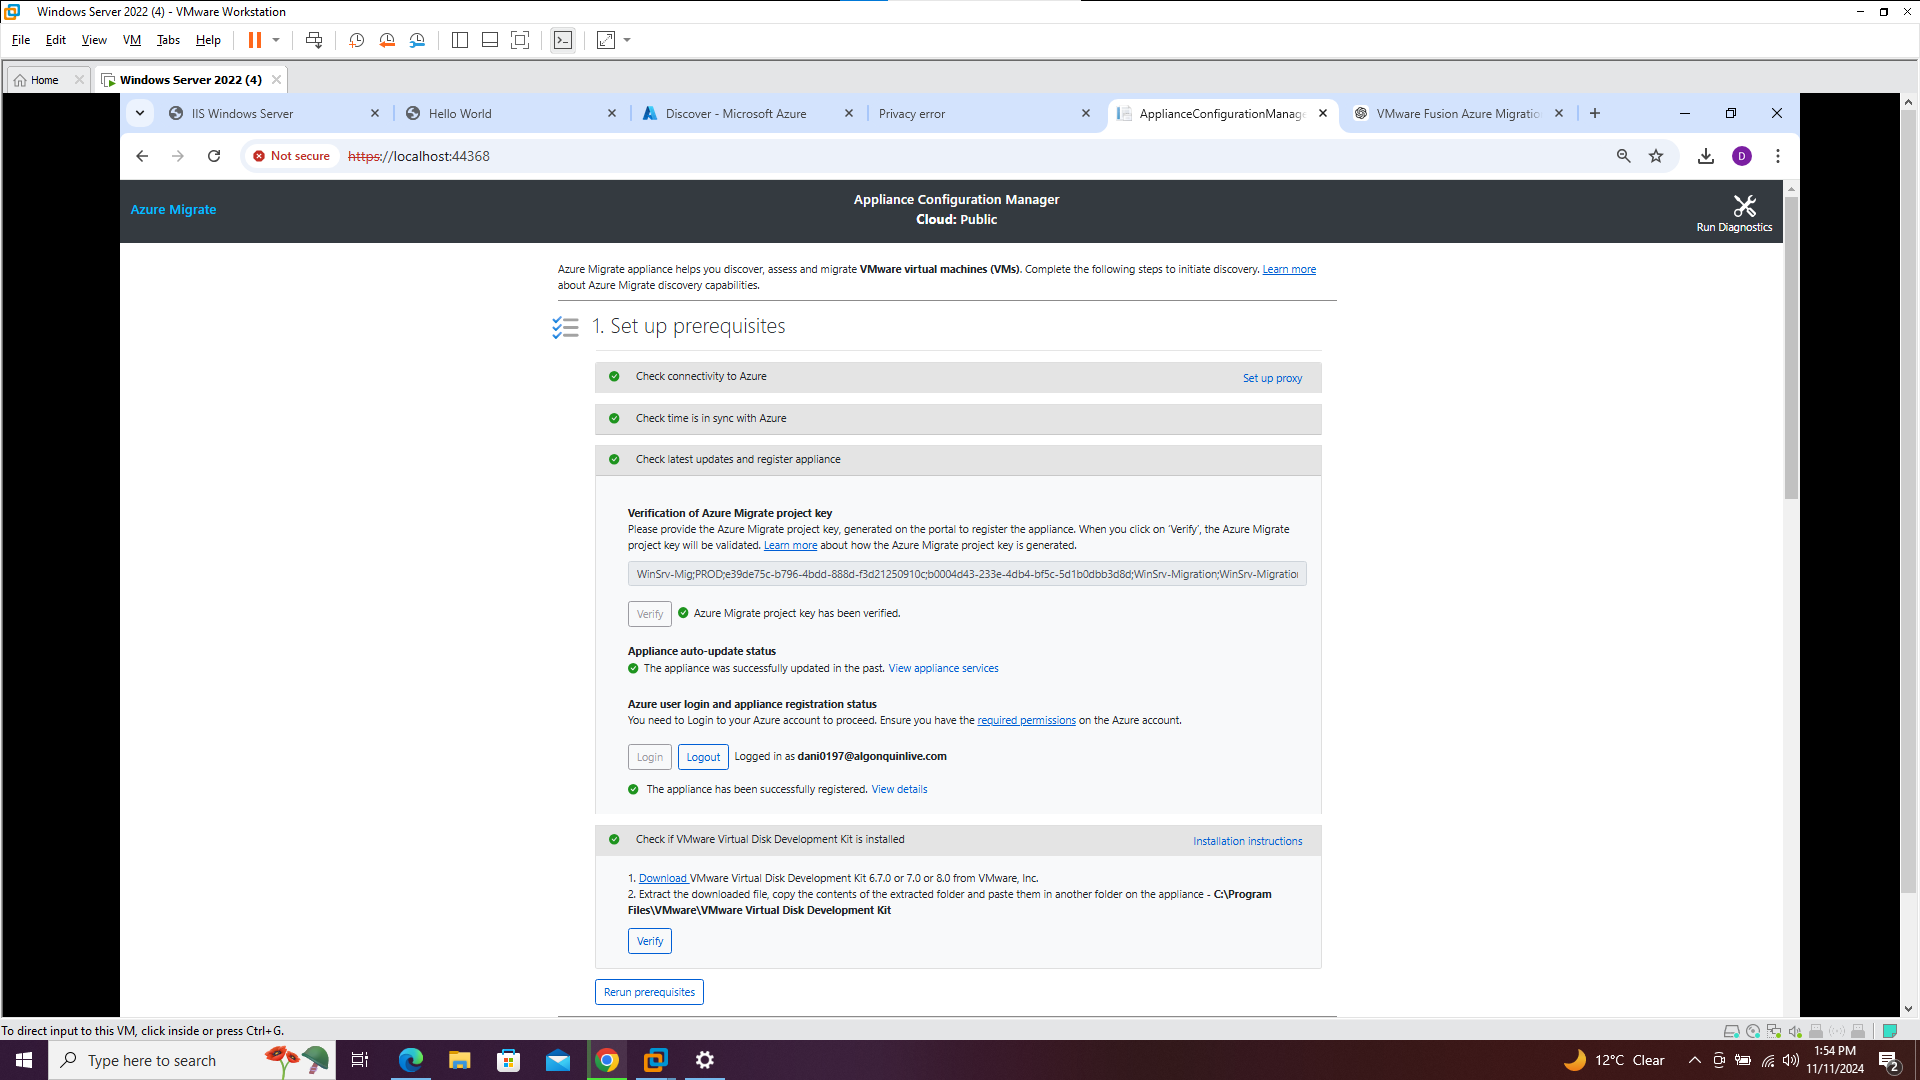 Windows Server 2022 (4) - VMware Workstation
File Edit View VM Tabs Help
Home
Windows Server 2022 (4)
IIS Windows Server
Hello World
Discover - Microsoft Azure
Privacy error
ApplianceConfigurationManage
VMware Fusion Azure Migratio
Not secure
https://localhost:44368
D
Azure Migrate
Appliance Configuration Manager
Cloud: Public
Run Diagnostics
Azure Migrate appliance helps you discover, assess and migrate VMware virtual machines (VMs). Complete the following steps to initiate discovery. Learn more
about Azure Migrate discovery capabilities.
1. Set up prerequisites
Check connectivity to Azure
Set up proxy
Check time is in sync with Azure
Check latest updates and register appliance
Verification of Azure Migrate project key
Please provide the Azure Migrate project key, generated on the portal to register the appliance. When you click on 'Verify', the Azure Migrate
project key will be validated. Learn more about how the Azure Migrate project key is generated.
WinSrv-Mig;PROD;e39de75c-b796-4bdd-888d-f3d21250910c;b0004d43-233e-4db4-bf5c-5d1b0dbb3d8d;WinSrv-Migration;WinSrv-Migration
Verify
Azure Migrate project key has been verified.
Appliance auto-update status
The appliance was successfully updated in the past. View appliance services
Azure user login and appliance registration status
You need to Login to your Azure account to proceed. Ensure you have the required permissions on the Azure account.
Login
Logout
Logged in as dani0197@algonquinlive.com
The appliance has been successfully registered. View details
Check if VMware Virtual Disk Development Kit is installed
Installation instructions
1. Download VMware Virtual Disk Development Kit 6.7.0 or 7.0 or 8.0 from VMware, Inc.
2. Extract the downloaded file, copy the contents of the extracted folder and paste them in another folder on the appliance - C:\Program
Files\VMware\VMware Virtual Disk Development Kit
Verify
Rerun prerequisites
To direct input to this VM, click inside or press Ctrl+G.
Type here to search
12°C Clear
1:54 PM
11/11/2024
2